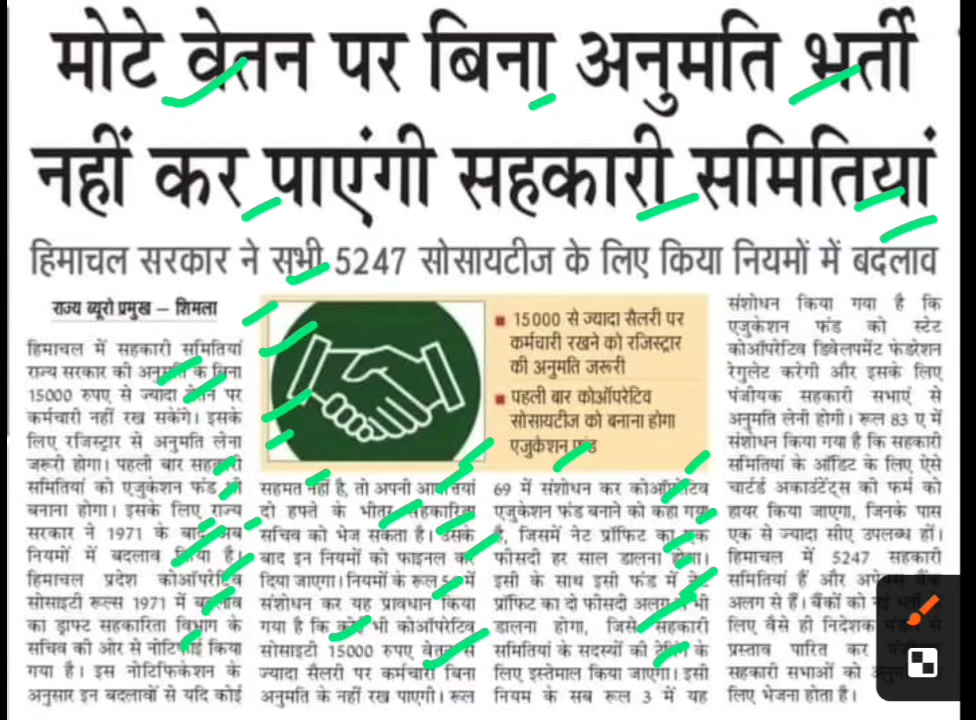 मोटे वेतन पर बिना अनुमति भर्ती
नहीं कर पाएंगी सहकारी समितियां
हिमाचल सरकार ने सभी 5247 सोसायटीज के लिए किया नियमों में बदलाव
राज्य ब्यूरो प्रमुख – शिमला
हिमाचल में सहकारी समितियां
राज्य सरकार की अनुमति के बिना
15000 रुपए से ज्यादा वेतन पर
कर्मचारी नहीं रख सकेंगे। इसके
लिए रजिस्ट्रार से अनुमति लेना
जरूरी होगा। पहली बार सहकारी
समितियों को एजुकेशन फंड भी
बनाना होगा। इसके लिए राज्य
सरकार ने 1971 के बाद अब
नियमों में बदलाव किया है।
हिमाचल प्रदेश कोऑपरेटिव
सोसाइटी रूल्स 1971 में बदलाव
का ड्राफ्ट सहकारिता विभाग के
सचिव की ओर से नोटिफाई किया
गया है। इस नोटिफिकेशन के
अनुसार इन बदलावों से यदि कोई
15000 से ज्यादा सैलरी पर
कर्मचारी रखने को रजिस्ट्रार
की अनुमति जरूरी
पहली बार कोऑपरेटिव
सोसायटीज को बनाना होगा
एजुकेशन फंड
सहमत नहीं है, तो अपनी आपत्तियां
दो हफ्ते के भीतर सहकारिता
सचिव को भेज सकता है। उसके
बाद इन नियमों को फाइनल कर
दिया जाएगा। नियमों के रूल में
संशोधन कर यह प्रावधान किया
गया है कि कोई भी कोऑपरेटिव
सोसाइटी 15000 रुपए वेतन से
ज्यादा सैलरी पर कर्मचारी बिना
अनुमति के नहीं रख पाएगी। रूल
69 में संशोधन कर कोऑपरेटिव
एजुकेशन फंड बनाने को कहा गया
है, जिसमें नेट प्रॉफिट का एक
फीसदी हर साल डालना होगा।
इसी के साथ इसी फंड में नेट
प्रॉफिट का दो फीसदी अलग से भी
डालना होगा, जिसे सहकारी
समितियों के सदस्यों की ट्रेनिंग के
लिए इस्तेमाल किया जाएगा। इसी
नियम के सब रूल 3 में यह
संशोधन किया गया है कि
एजुकेशन फंड को स्टेट
कोऑपरेटिव डिवेलपमेंट फेडरेशन
रेगुलेट करेगी और इसके लिए
पंजीयक सहकारी सभाएं से
अनुमति लेनी होगी। रूल 83 ए में
संशोधन किया गया है कि सहकारी
समितियों के ऑडिट के लिए ऐसे
चार्टर्ड अकाउंटेंट्स की फर्म को
हायर किया जाएगा, जिनके पास
एक से ज्यादा सीए उपलब्ध हों।
हिमाचल में 5247 सहकारी
समितियां हैं और अपेक्स बैंक
अलग से हैं। बैंकों को नई
लिए वैसे ही निदेशक से
प्रस्ताव पारित कर
सहकारी सभाओं को
लिए भेजना होता है।